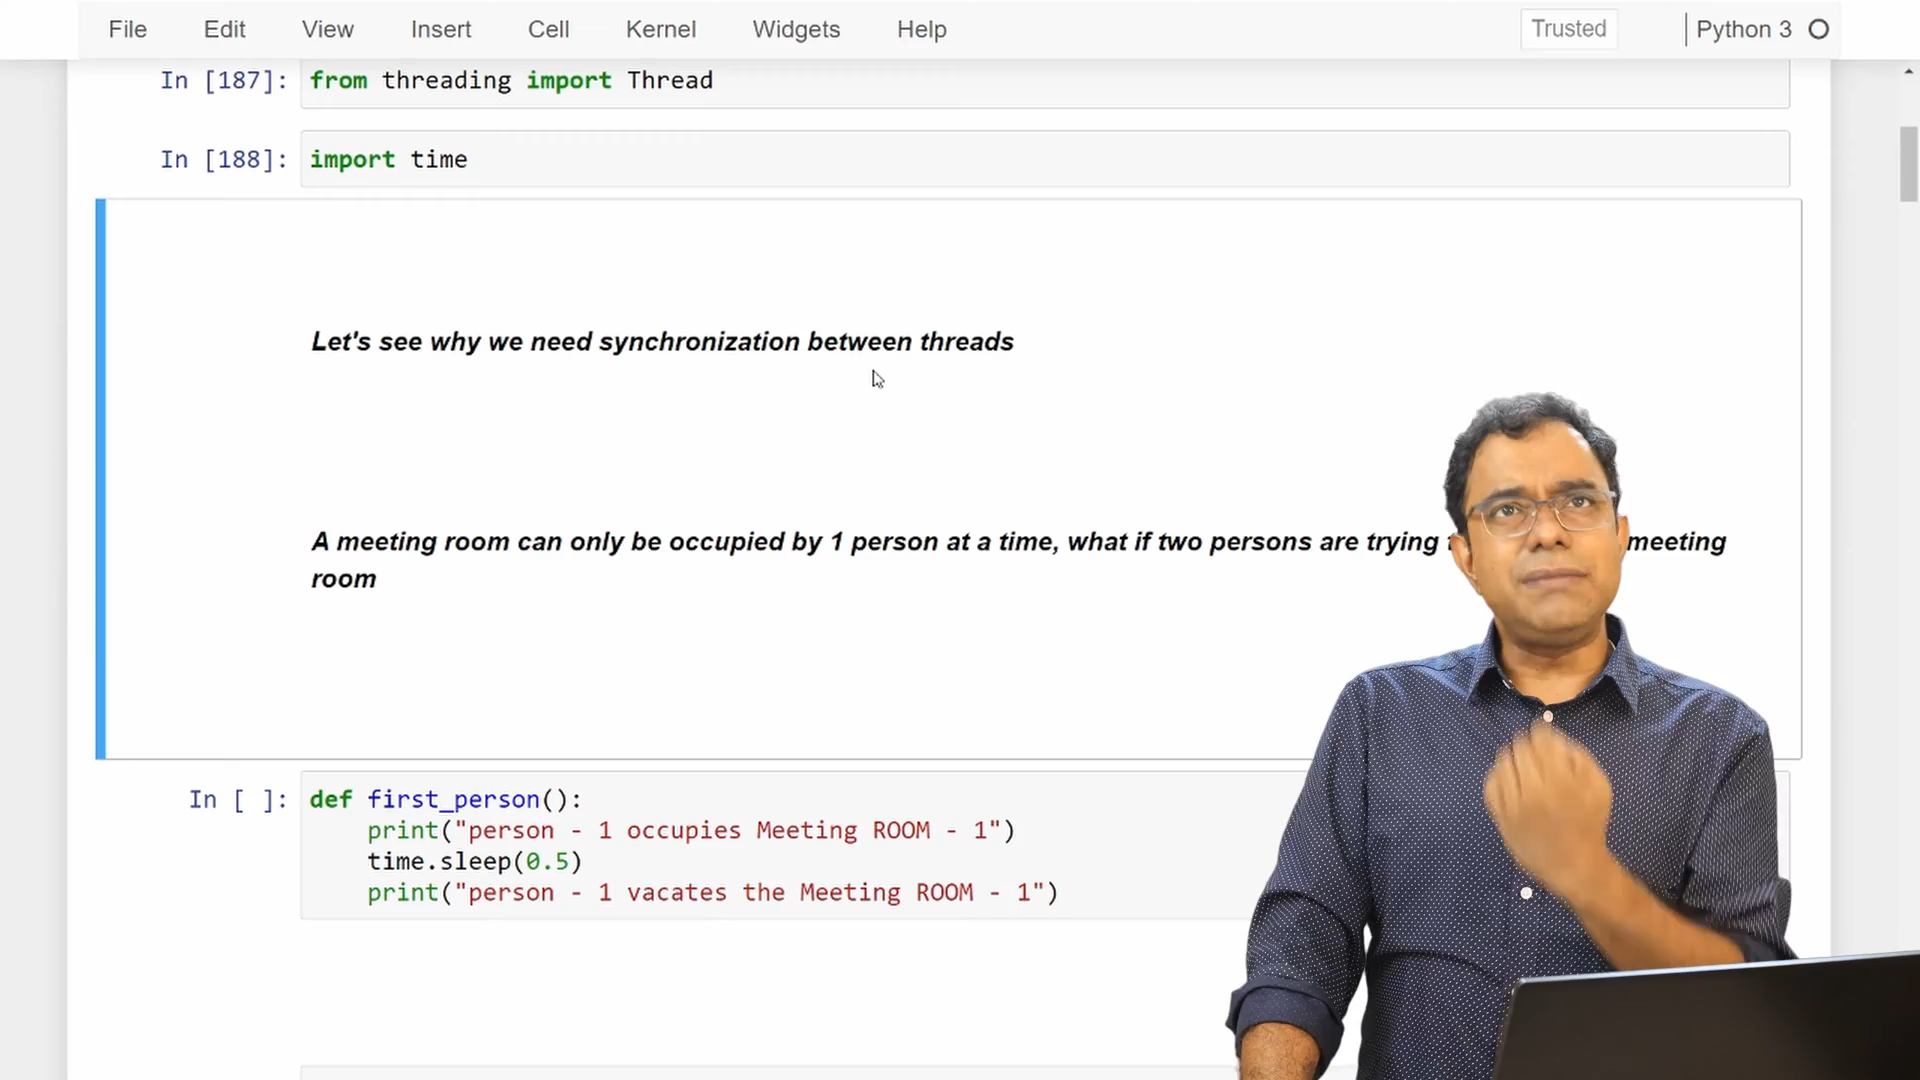 File Edit View Insert Cell Kernel Widgets Help Trusted Python 3
In [187]: from threading import Thread
In [188]: import time
Let's see why we need synchronization between threads
A meeting room can only be occupied by 1 person at a time, what if two persons are trying meeting
room
In [ ]: def first_person():
print("person - 1 occupies Meeting ROOM - 1")
time.sleep(0.5)
print("person - 1 vacates the Meeting ROOM - 1")